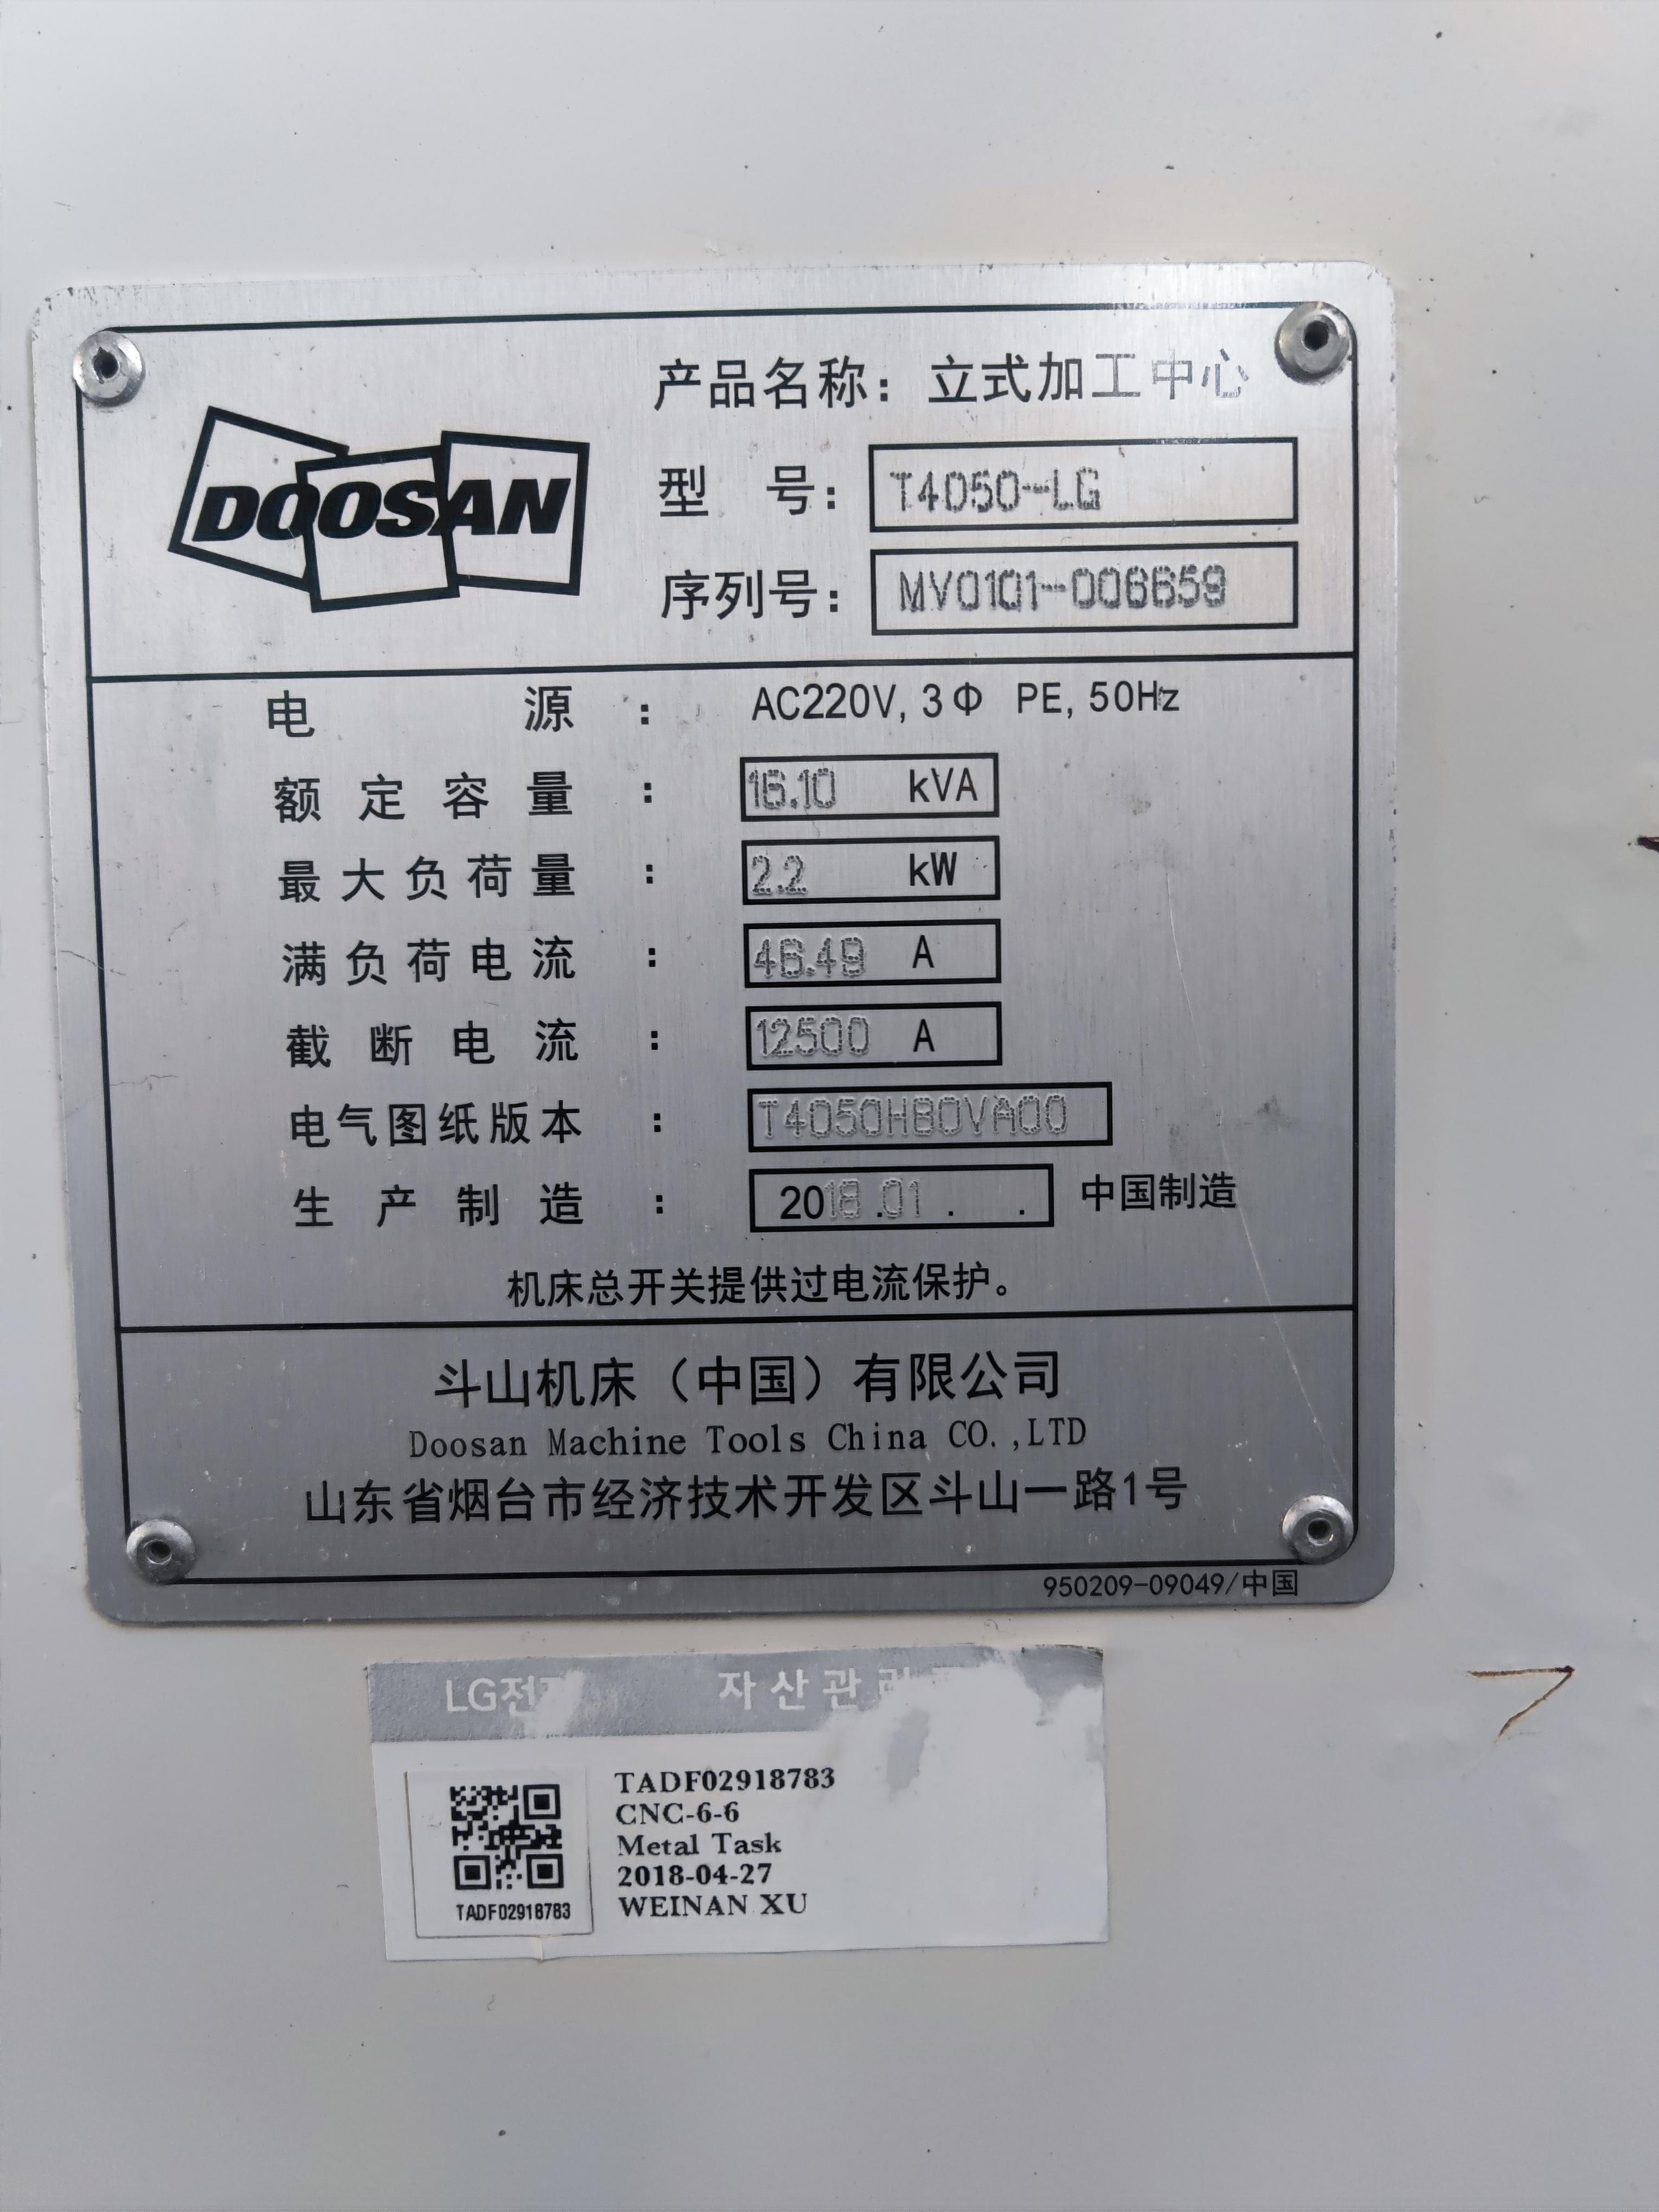 DOOSAN
产品名称：立式加工中心
型 号：T4050-LG
序列号：MV0101-006659
电 源：AC220V, 3Φ PE, 50Hz
额定容量：16.10 kVA
最大负荷量：2.2 kW
满负荷电流：46.49 A
截断电流：12500 A
电气图纸版本：T4050HB0VA00
生产制造：2018.01. . 中国制造
机床总开关提供过电流保护。
斗山机床（中国）有限公司
Doosan Machine Tools China CO.,LTD
山东省烟台市经济技术开发区斗山一路1号
950209-09049/中国
LG전 자산관
TADF02918783
CNC-6-6
Metal Task
2018-04-27
WEINAN XU
TADF02918783